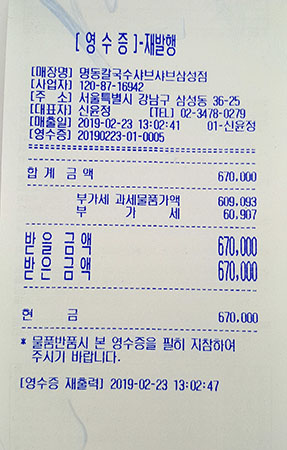 [ 영 수 증 ]-재발행
[매장명] 명동칼국수샤브샤브삼성점
[사업자] 120-87-16942
[주 소] 서울특별시 강남구 삼성동 36-25
[대표자] 신윤정 [TEL] 02-3478-0279
[매출일] 2019-02-23 13:02:41 01-신윤정
[영수증] 20190223-01-0005
합 계 금 액 670,000
부가세 과세물품가액 609,093
부 가 세 60,907
받을금액 670,000
받은금액 670,000
현 금 670,000
* 물품반품시 본 영수증을 필히 지참하여
주시기 바랍니다.
[영수증 재출력] 2019-02-23 13:02:47